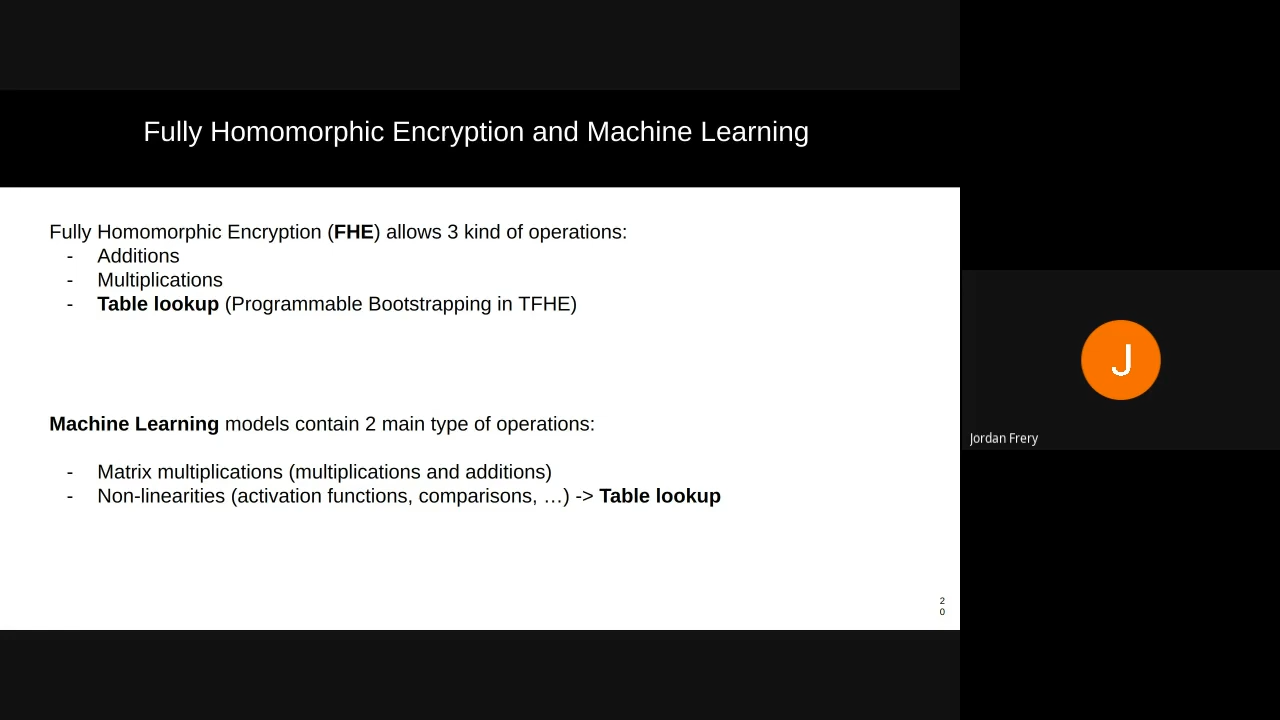 Fully Homomorphic Encryption and Machine Learning
Fully Homomorphic Encryption (FHE) allows 3 kind of operations:
- Additions
- Multiplications
- Table lookup (Programmable Bootstrapping in TFHE)
Machine Learning models contain 2 main type of operations:
- Matrix multiplications (multiplications and additions)
- Non-linearities (activation functions, comparisons, …) -> Table lookup
2
0
J
Jordan Frery